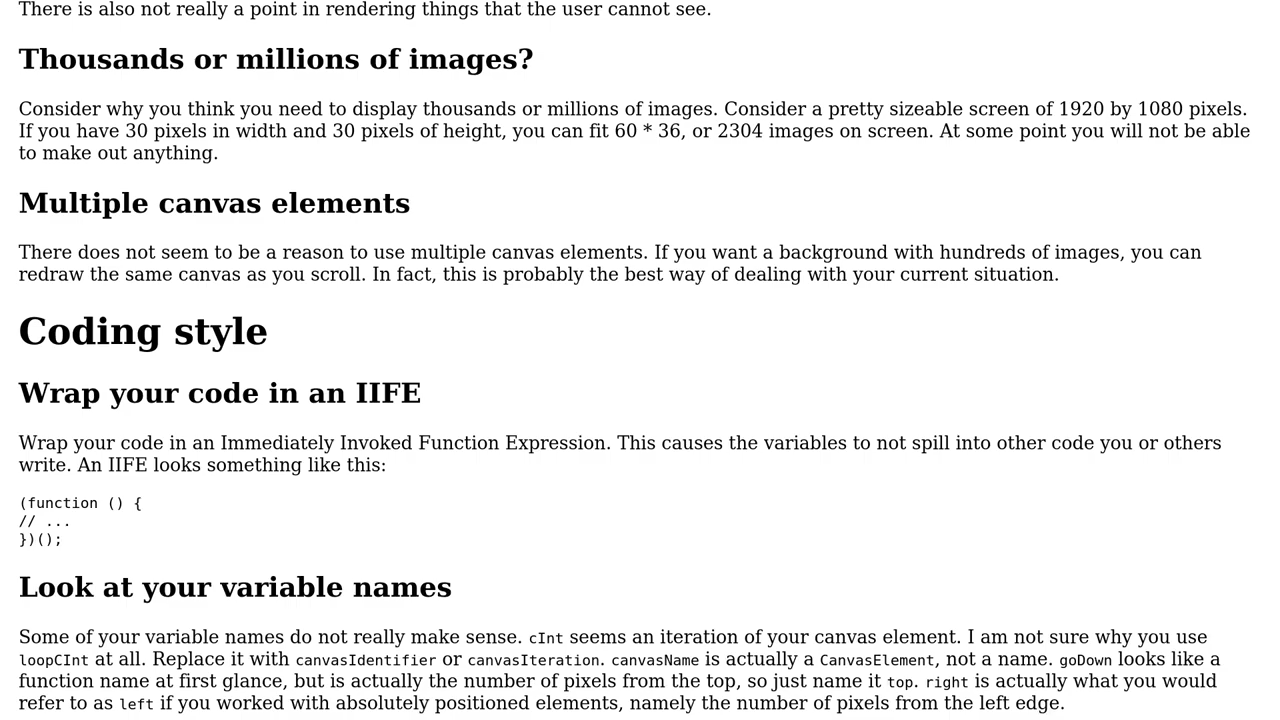 There is also not really a point in rendering things that the user cannot see.
Thousands or millions of images?
Consider why you think you need to display thousands or millions of images. Consider a pretty sizeable screen of 1920 by 1080 pixels.
If you have 30 pixels in width and 30 pixels of height, you can fit 60 * 36, or 2304 images on screen. At some point you will not be able
to make out anything.
Multiple canvas elements
There does not seem to be a reason to use multiple canvas elements. If you want a background with hundreds of images, you can
redraw the same canvas as you scroll. In fact, this is probably the best way of dealing with your current situation.
Coding style
Wrap your code in an IIFE
Wrap your code in an Immediately Invoked Function Expression. This causes the variables to not spill into other code you or others
write. An IIFE looks something like this:
(function () {
// ...
})();
Look at your variable names
Some of your variable names do not really make sense. cInt seems an iteration of your canvas element. I am not sure why you use
loopCInt at all. Replace it with canvasIdentifier or canvasIteration. canvasName is actually a CanvasElement, not a name. goDown looks like a
function name at first glance, but is actually the number of pixels from the top, so just name it top. right is actually what you would
refer to as left if you worked with absolutely positioned elements, namely the number of pixels from the left edge.